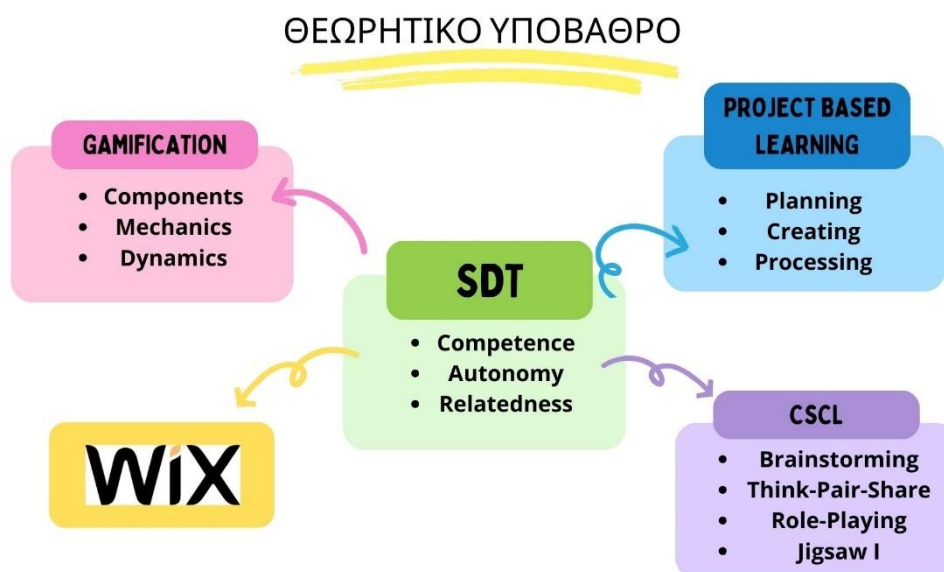 ΘΕΩΡΗΤΙΚΟ ΥΠΟΒΑΘΡΟ
GAMIFICATION
• Components
• Mechanics
• Dynamics
PROJECT BASED
LEARNING
• Planning
• Creating
• Processing
SDT
• Competence
• Autonomy
• Relatedness
WiX
CSCL
• Brainstorming
• Think-Pair-Share
• Role-Playing
• Jigsaw I